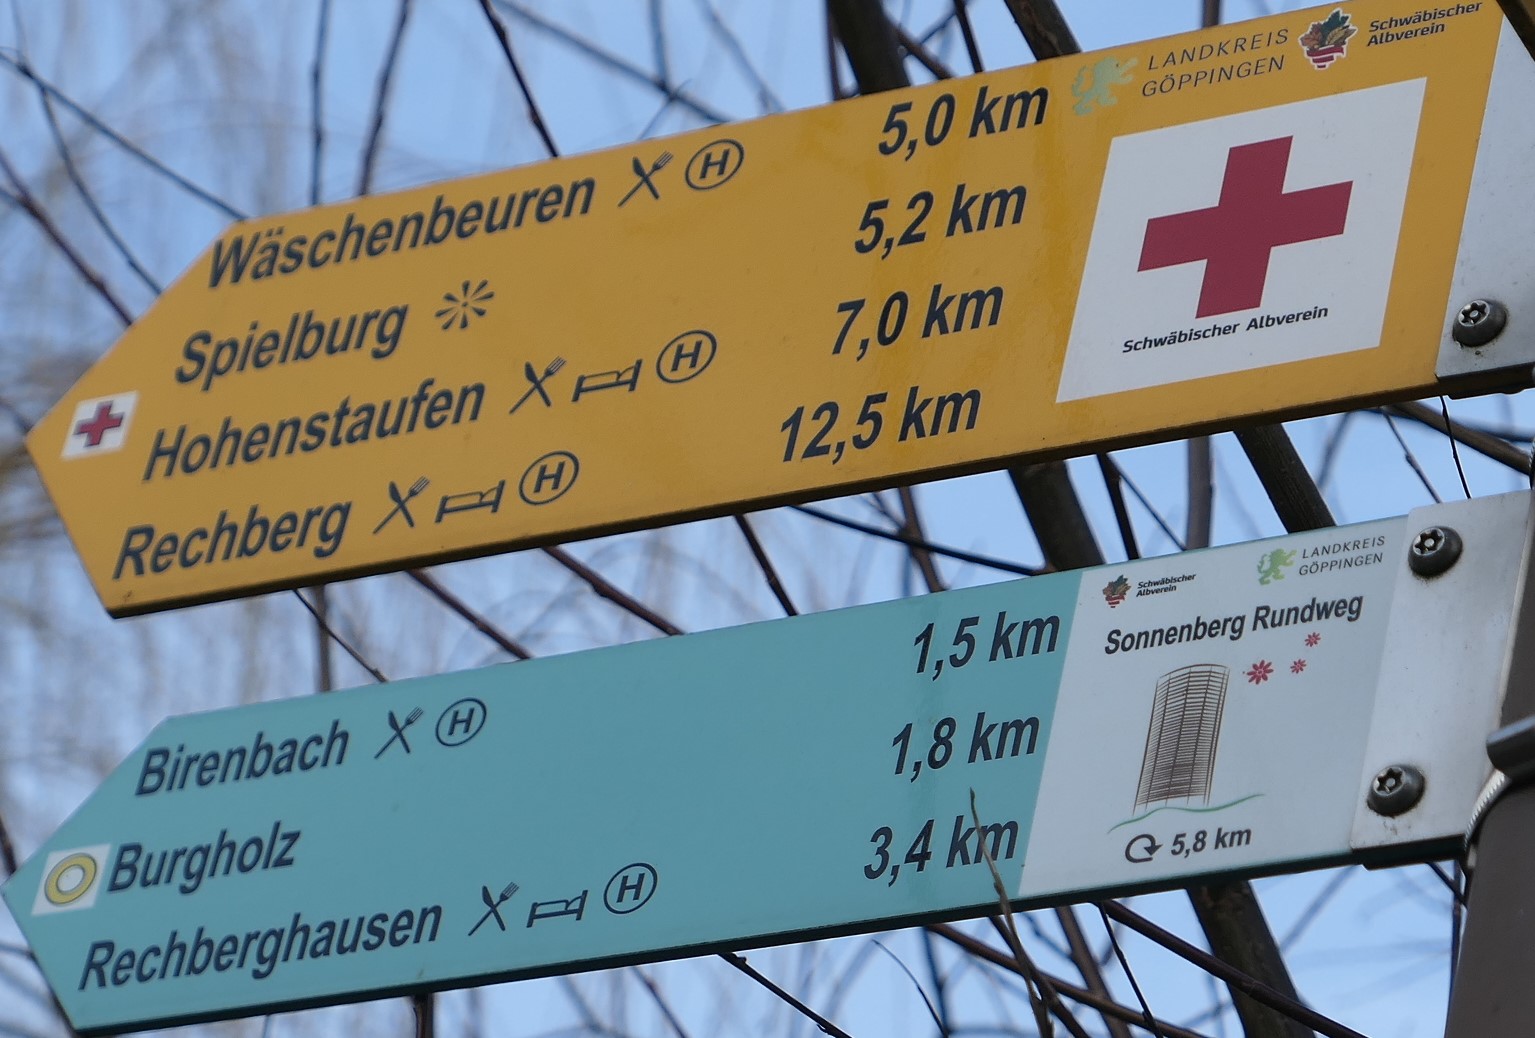 LANDKREIS
GÖPPINGEN
Schwäbischer
Albverein
Wäschenbeuren H 5,0 km
Spielburg 5,2 km
Hohenstaufen H 7,0 km
Rechberg H 12,5 km
Schwäbischer Albverein
Schwäbischer
Albverein
LANDKREIS
GÖPPINGEN
Sonnenberg Rundweg
5,8 km
Birenbach H 1,5 km
Burgholz 1,8 km
Rechberghausen H 3,4 km